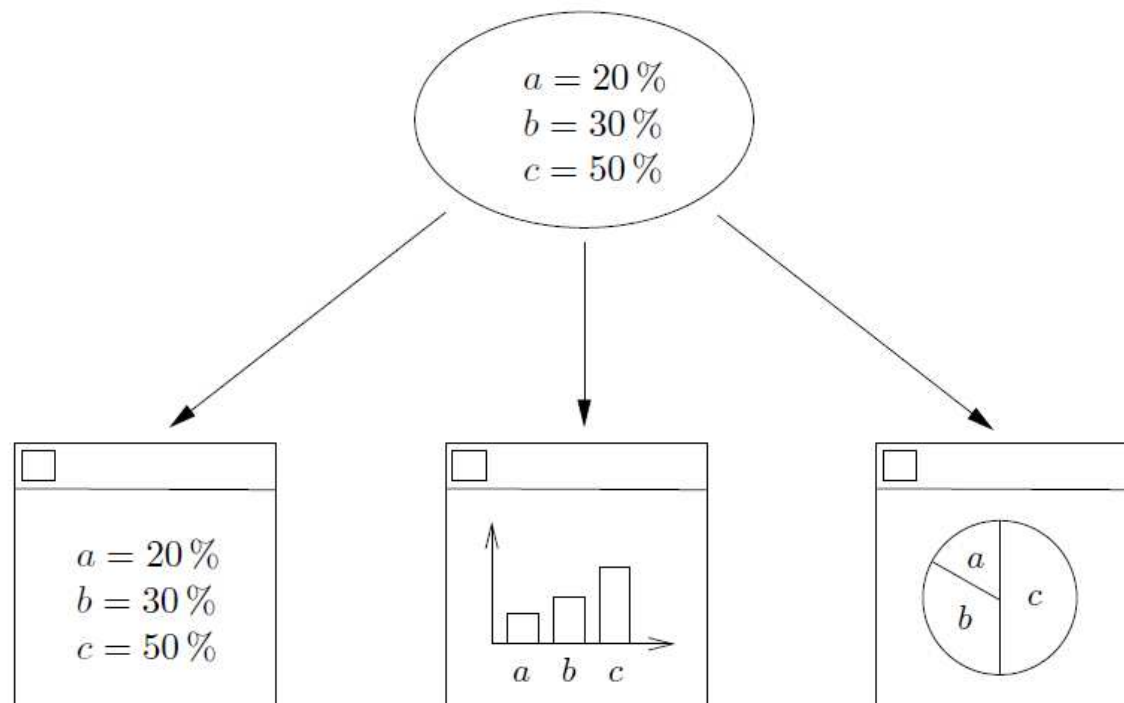 a = 20 %
b = 30 %
c = 50 %
a = 20 %
b = 30 %
c = 50 %
a b c
a
b
c